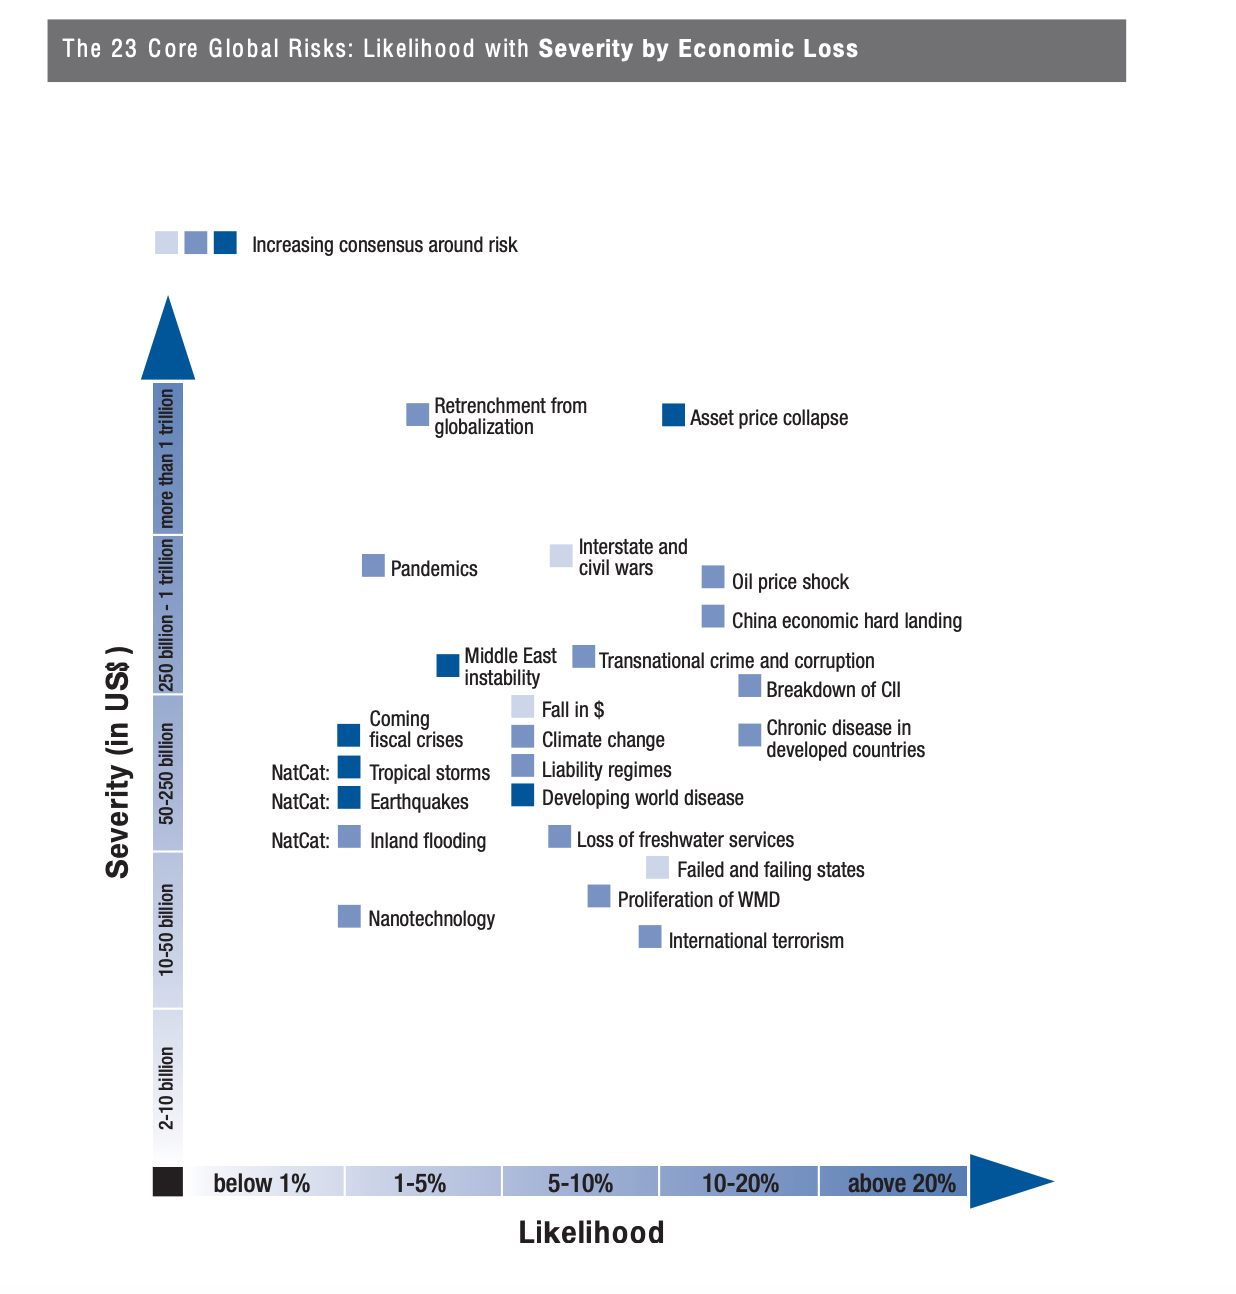 The 23 Core Global Risks: Likelihood with Severity by Economic Loss
Increasing consensus around risk
Severity (in US$)
more than 1 trillion
250 billion - 1 trillion
50-250 billion
10-50 billion
2-10 billion
Retrenchment from
globalization
Asset price collapse
Pandemics
Interstate and
civil wars
Oil price shock
China economic hard landing
Middle East
instability
Transnational crime and corruption
Breakdown of CII
Fall in $
Coming
fiscal crises
Climate change
Chronic disease in
developed countries
NatCat: Tropical storms
Liability regimes
NatCat: Earthquakes
Developing world disease
NatCat: Inland flooding
Loss of freshwater services
Failed and failing states
Proliferation of WMD
Nanotechnology
International terrorism
below 1%
1-5%
5-10%
10-20%
above 20%
Likelihood